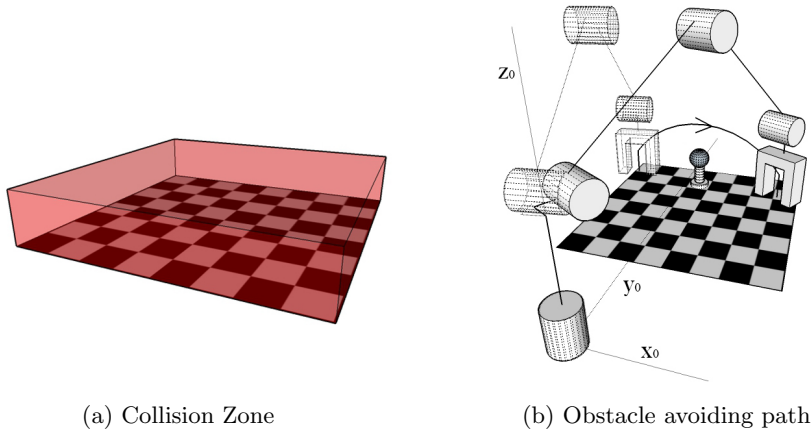 z₀
y₀
x₀
(a) Collision Zone
(b) Obstacle avoiding path